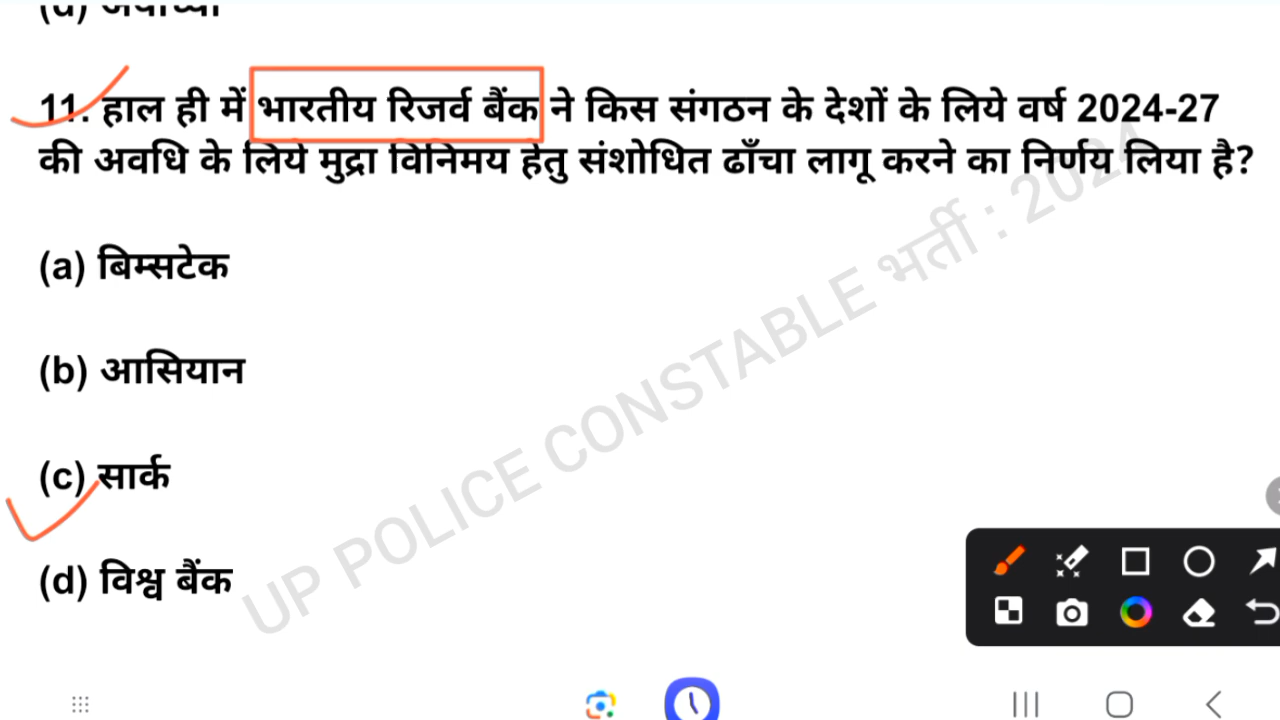 11. हाल ही में भारतीय रिजर्व बैंक ने किस संगठन के देशों के लिये वर्ष 2024-27
की अवधि के लिये मुद्रा विनिमय हेतु संशोधित ढाँचा लागू करने का निर्णय लिया है?
(a) बिम्सटेक
(b) आसियान
(c) सार्क
(d) विश्व बैंक
UP POLICE CONSTABLE भर्ती : 2024